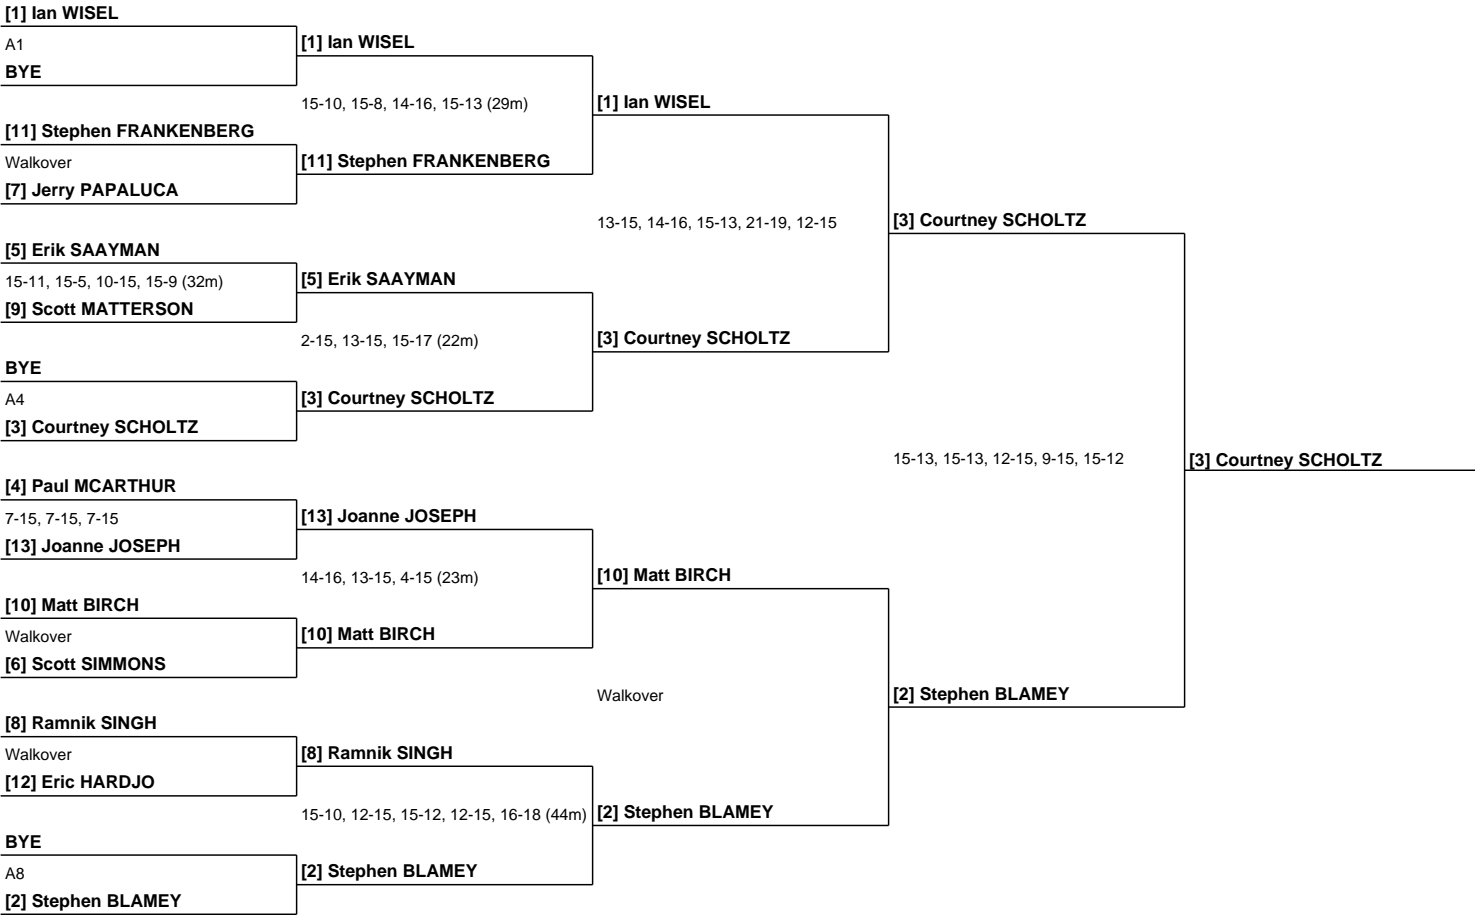 [1] Ian WISEL
A1
BYE
[11] Stephen FRANKENBERG
Walkover
[7] Jerry PAPALUCA
[5] Erik SAAYMAN
15-11, 15-5, 10-15, 15-9 (32m)
[9] Scott MATTERSON
BYE
A4
[3] Courtney SCHOLTZ
[4] Paul MCARTHUR
7-15, 7-15, 7-15
[13] Joanne JOSEPH
[10] Matt BIRCH
Walkover
[6] Scott SIMMONS
[8] Ramnik SINGH
Walkover
[12] Eric HARDJO
BYE
A8
[2] Stephen BLAMEY
[1] Ian WISEL
15-10, 15-8, 14-16, 15-13 (29m)
[11] Stephen FRANKENBERG
[5] Erik SAAYMAN
2-15, 13-15, 15-17 (22m)
[3] Courtney SCHOLTZ
[13] Joanne JOSEPH
14-16, 13-15, 4-15 (23m)
[10] Matt BIRCH
[8] Ramnik SINGH
15-10, 12-15, 15-12, 12-15, 16-18 (44m)
[2] Stephen BLAMEY
[1] Ian WISEL
13-15, 14-16, 15-13, 21-19, 12-15
[3] Courtney SCHOLTZ
[10] Matt BIRCH
Walkover
[2] Stephen BLAMEY
[3] Courtney SCHOLTZ
15-13, 15-13, 12-15, 9-15, 15-12
[2] Stephen BLAMEY
[3] Courtney SCHOLTZ